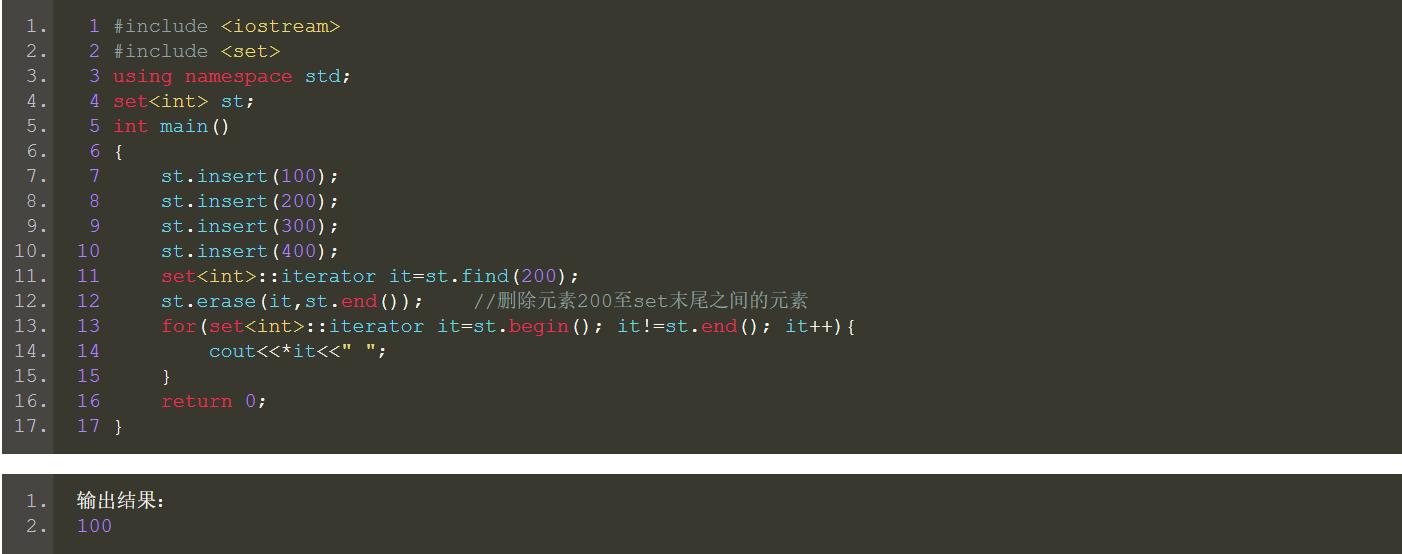 1. 1 #include <iostream>
2. 2 #include <set>
3. 3 using namespace std;
4. 4 set<int> st;
5. 5 int main()
6. 6 {
7. 7     st.insert(100);
8. 8     st.insert(200);
9. 9     st.insert(300);
10. 10     st.insert(400);
11. 11     set<int>::iterator it=st.find(200);
12. 12     st.erase(it,st.end());    //删除元素200至set末尾之间的元素
13. 13     for(set<int>::iterator it=st.begin(); it!=st.end(); it++){
14. 14         cout<<*it<<" ";
15. 15     }
16. 16     return 0;
17. 17 }
1. 输出结果：
2. 100